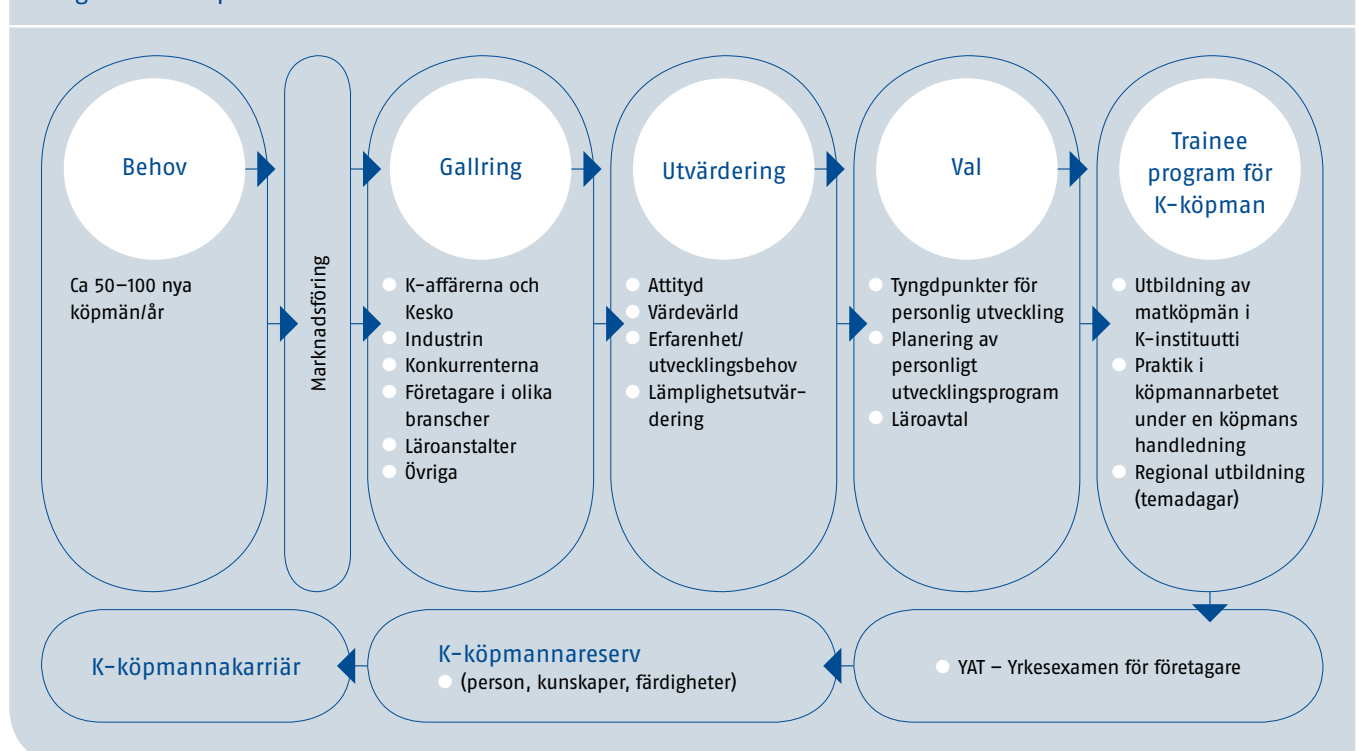 Behov
Ca 50–100 nya
köpmän/år
Marknadsföring
Gallring
K-affärerna och
Kesko
Industrin
Konkurrenterna
Företagare i olika
branscher
Läroanstalter
Övriga
Utvärdering
Attityd
Värdevärld
Erfarenhet/
utvecklingsbehov
Lämplighetsutvär-
dering
Val
Tyngdpunkter för
personlig utveckling
Planering av
personligt
utvecklingsprogram
Läroavtal
Trainee
program för
K-köpman
Utbildning av
matköpmän i
K-instituutti
Praktik i
köpmannarbetet
under en köpmans
handledning
Regional utbildning
(temadagar)
YAT – Yrkesexamen för företagare
K-köpmannareserv
(person, kunskaper, färdigheter)
K-köpmannakarriär